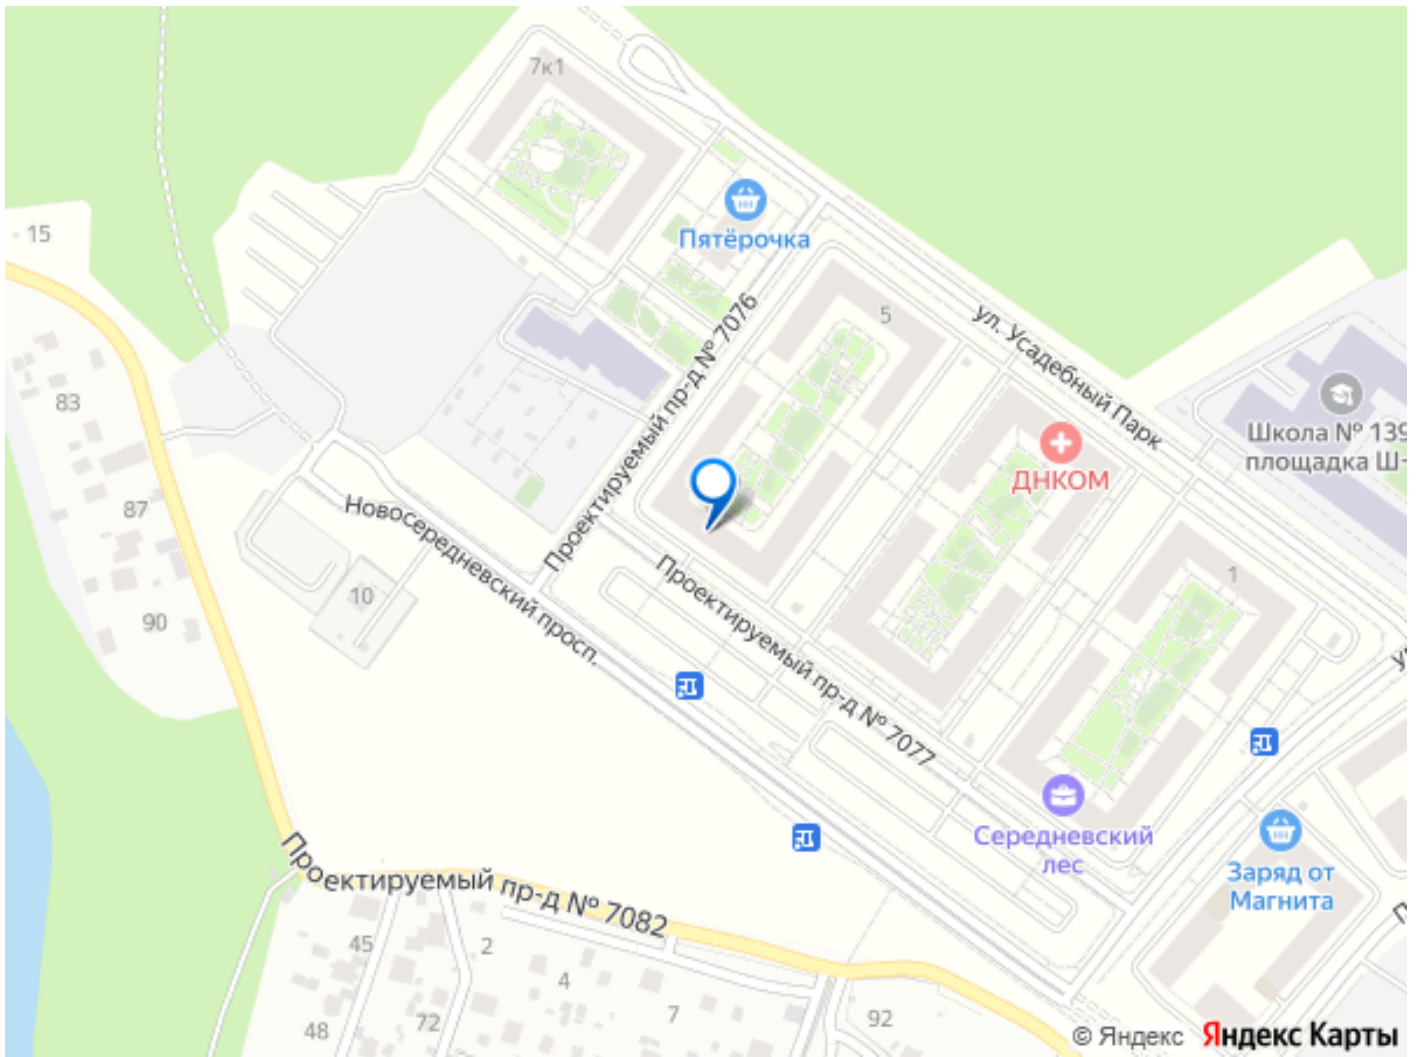 7к1
15
Пятёрочка
5
ул. Усадебный Парк
Проектируемый пр-д № 7076
83
Школа № 139
площадка Ш-
ДНКОМ
87
Новосередневский просп.
Проектируемый пр-д № 7077
10
1
90
Середневский
лес
Заряд от
Магнита
Проектируемый пр-д № 7082
45
2
4
7
48
72
92
© Яндекс Яндекс Карты